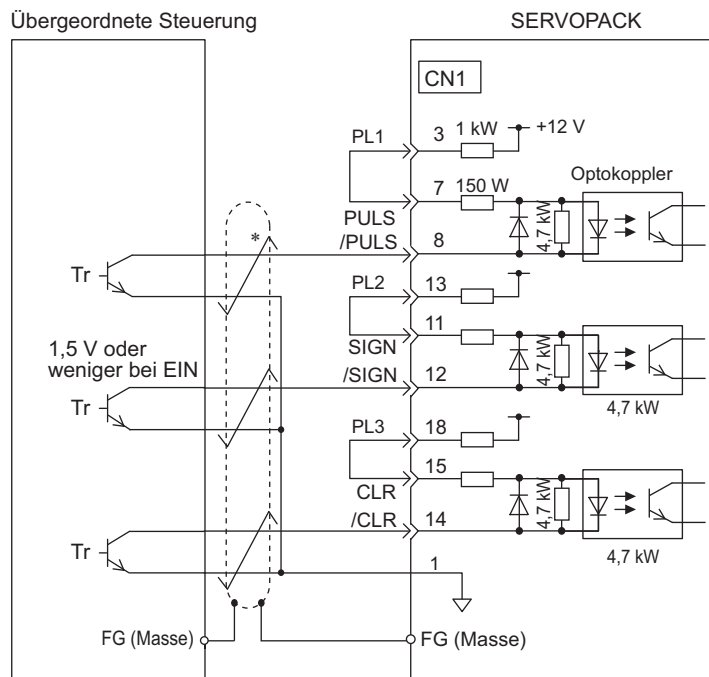 Übergeordnete Steuerung
SERVOPACK
CN1
PL1
3
1 kW
+12 V
7
150 W
Optokoppler
PULS
4,7 kW
*
/PULS
8
Tr
PL2
13
11
SIGN
4,7 kW
1,5 V oder
weniger bei EIN
/SIGN
12
Tr
4,7 kW
PL3
18
15
CLR
4,7 kW
/CLR
14
Tr
4,7 kW
1
FG (Masse)
FG (Masse)